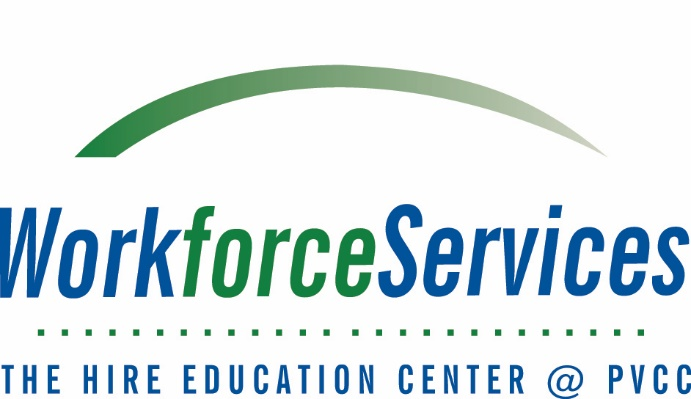 WorkforceServices
THE HIRE EDUCATION CENTER @ PVCC